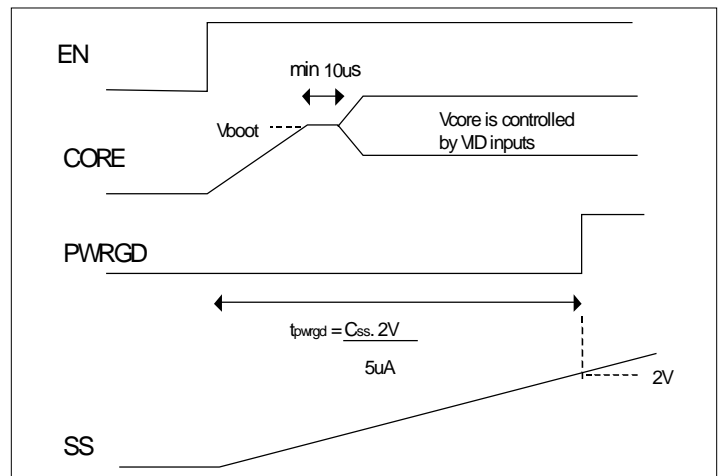 EN
min 10us
Vboot
Vcore is controlled
by VID inputs
CORE
PWRGD
tpwrgd = Css. 2V
5uA
2V
SS